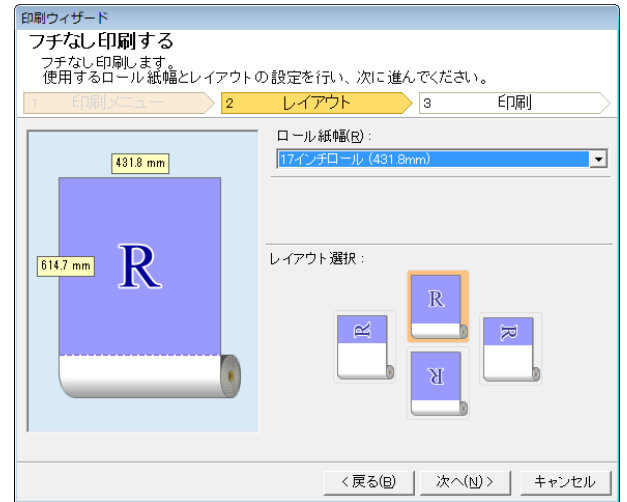 印刷ウィザード
フチなし印刷する
フチなし印刷します。
使用するロール紙幅とレイアウトの設定を行い、次に進んでください。
1 印刷メニュー 2 レイアウト 3 印刷
ロール紙幅(R):
17インチロール (431.8mm)
431.8 mm
614.7 mm
R
レイアウト選択:
R
R
R
R
<戻る(B) 次へ(N)> キャンセル